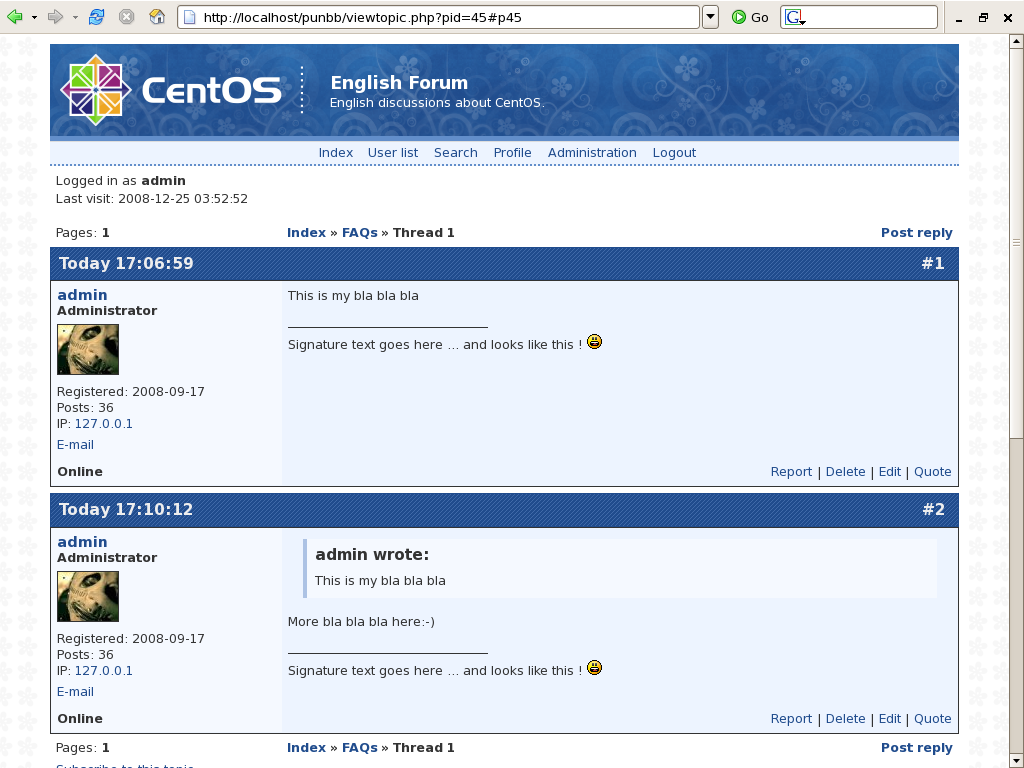 http://localhost/punbb/viewtopic.php?pid=45#p45
Go
G
CentOS
English Forum
English discussions about CentOS.
Index User list Search Profile Administration Logout
Logged in as admin
Last visit: 2008-12-25 03:52:52
Pages: 1 Index » FAQs » Thread 1 Post reply
Today 17:06:59 #1
admin
Administrator
This is my bla bla bla
Signature text goes here ... and looks like this !
Registered: 2008-09-17
Posts: 36
IP: 127.0.0.1
E-mail
Online
Report | Delete | Edit | Quote
Today 17:10:12 #2
admin
Administrator
admin wrote:
This is my bla bla bla
More bla bla bla here:-)
Signature text goes here ... and looks like this !
Registered: 2008-09-17
Posts: 36
IP: 127.0.0.1
E-mail
Online
Report | Delete | Edit | Quote
Pages: 1 Index » FAQs » Thread 1 Post reply
Subscribe to this topic